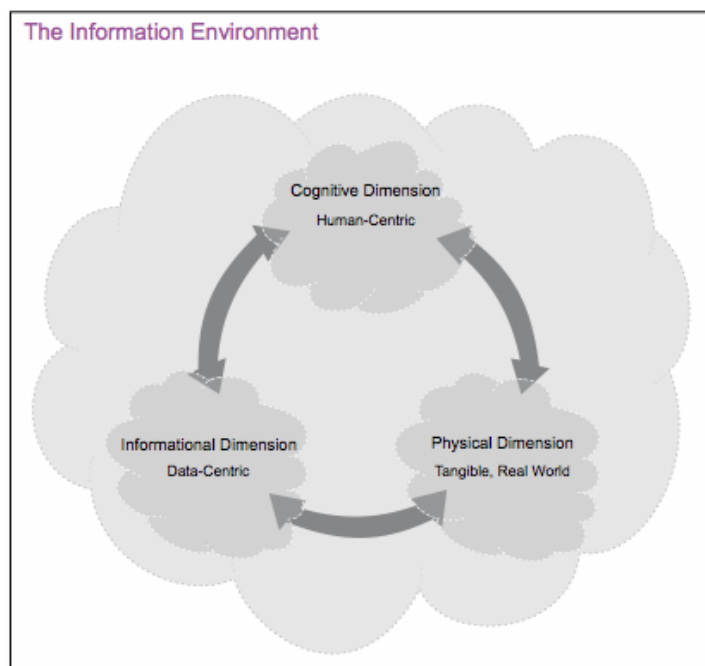 The Information Environment
Cognitive Dimension
Human-Centric
Informational Dimension
Data-Centric
Physical Dimension
Tangible, Real World